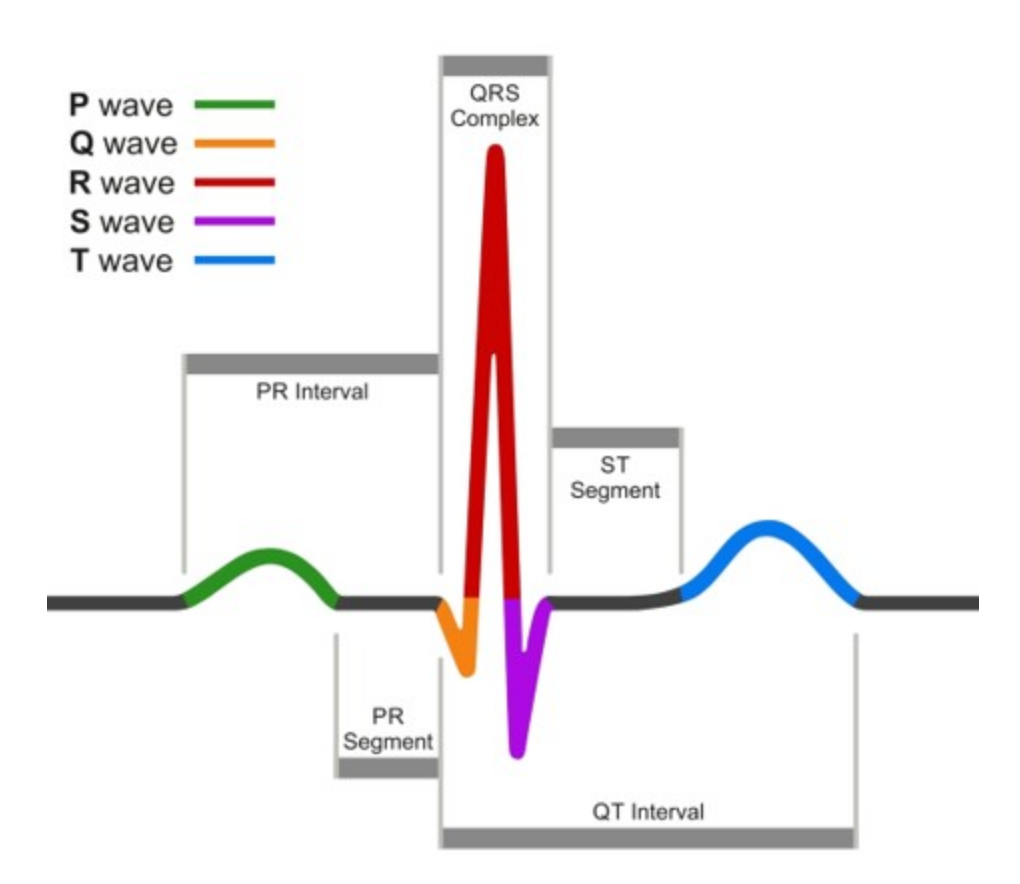 QRS
Complex
P wave
Q wave
R wave
S wave
T wave
PR Interval
ST
Segment
PR
Segment
QT Interval